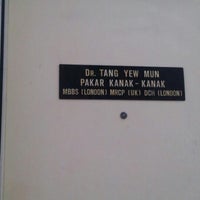 DR. TANG YEW MUN
PAKAR KANAK-KANAK
MBBS (LONDON) MRCP (UK) DCH (LONDON)